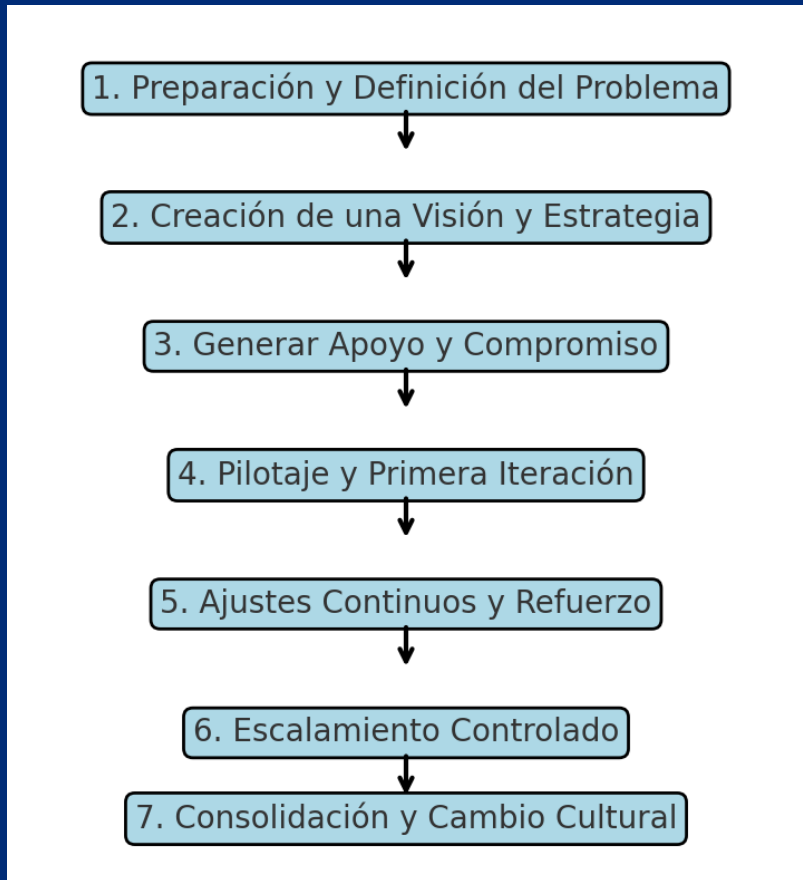 1. Preparación y Definición del Problema
2. Creación de una Visión y Estrategia
3. Generar Apoyo y Compromiso
4. Pilotaje y Primera Iteración
5. Ajustes Continuos y Refuerzo
6. Escalamiento Controlado
7. Consolidación y Cambio Cultural